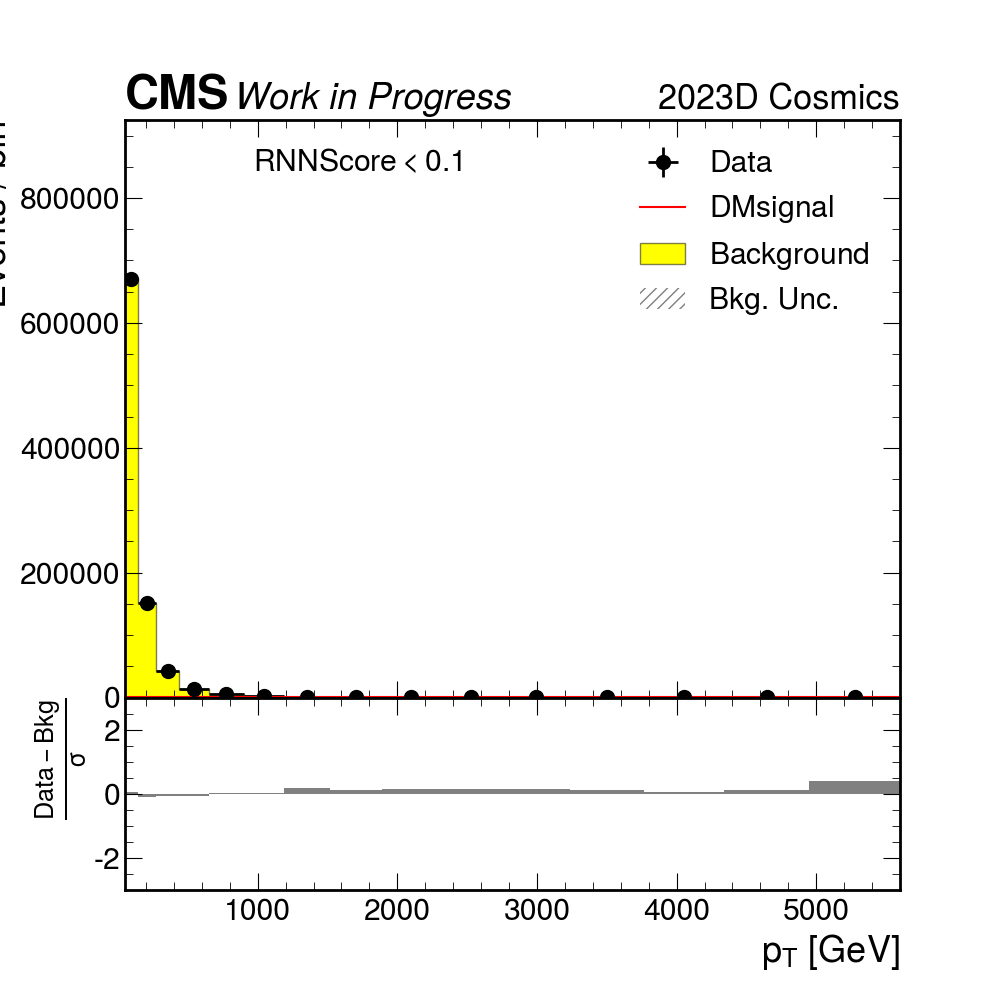 CMS Work in Progress 2023D Cosmics
RNNScore < 0.1
Data
DMsignal
Background
Bkg. Unc.
800000
600000
400000
200000
0
Data – Bkg
σ
2
0
-2
1000 2000 3000 4000 5000
p_T [GeV]